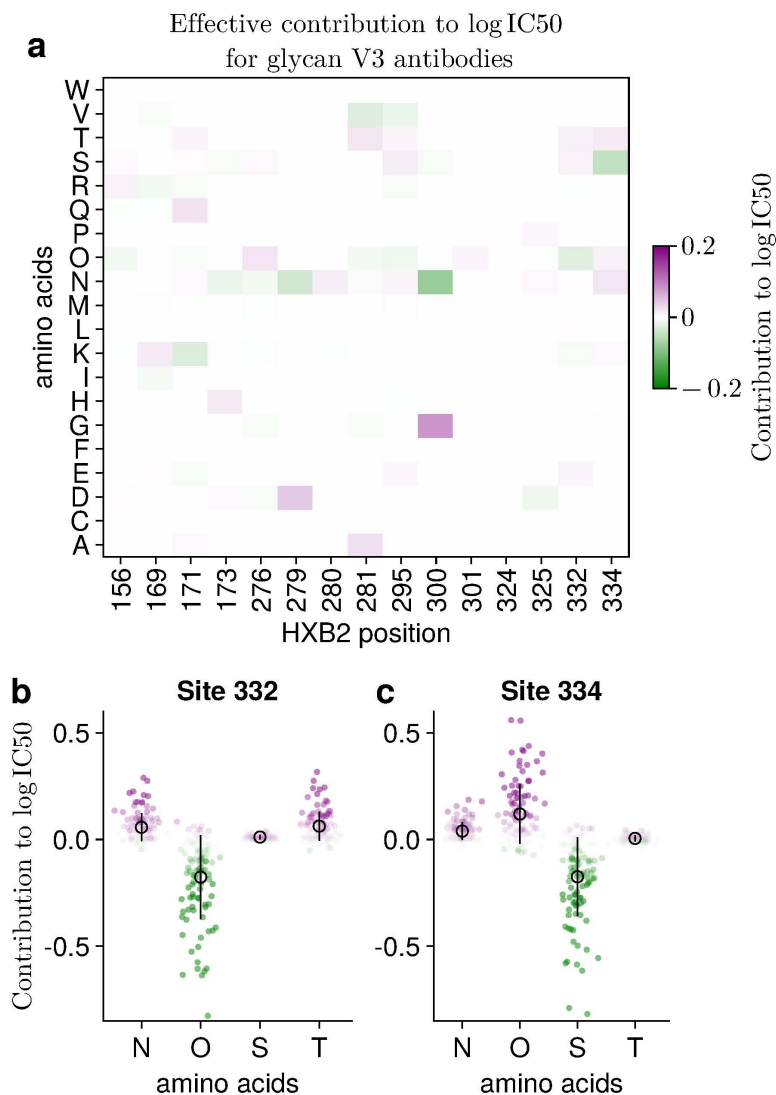 a
Effective contribution to log IC50
for glycan V3 antibodies
W
V
T
S
R
Q
P
O
N
M
L
K
I
H
G
F
E
D
C
A
amino acids
156 169 171 173 276 279 280 281 295 300 301 324 325 332 334
HXB2 position
0.2
0
−0.2
Contribution to log IC50
b
Site 332
Contribution to log IC50
0.5
0.0
-0.5
N O S T
amino acids
c
Site 334
0.5
0.0
-0.5
N O S T
amino acids